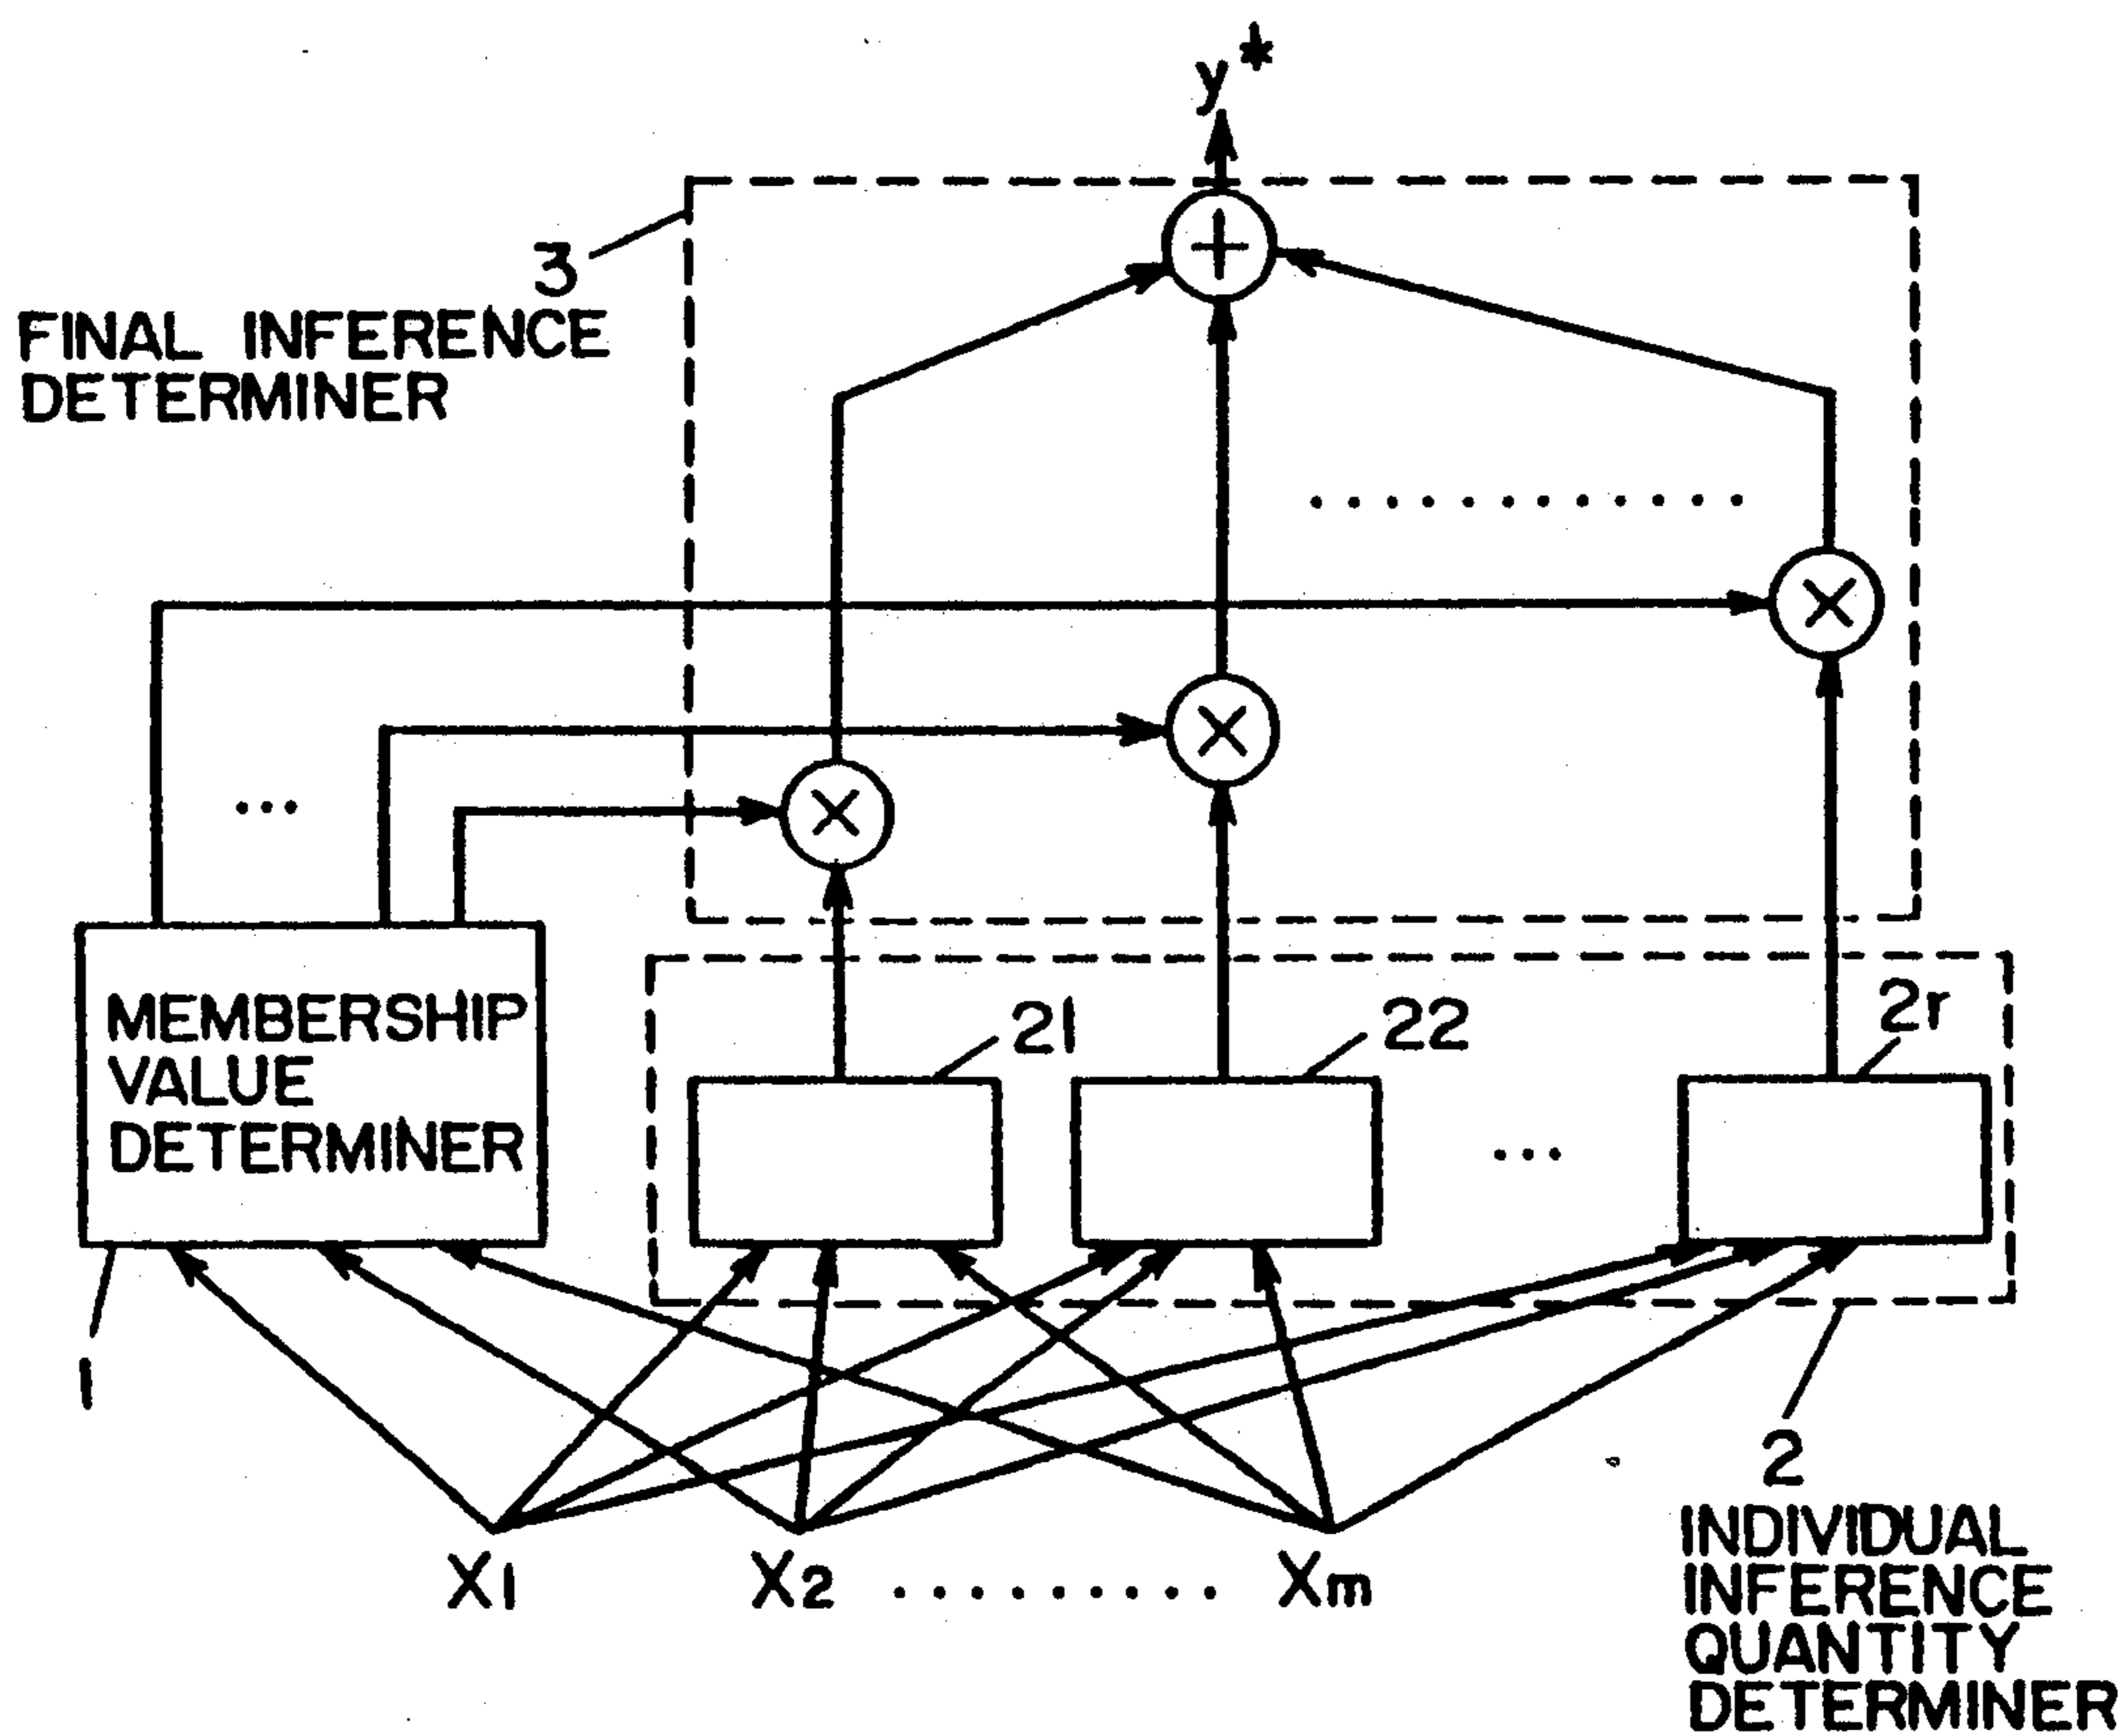 y*
3
FINAL INFERENCE
DETERMINER
+
×
×
×
...
MEMBERSHIP
VALUE
DETERMINER
21
22
2r
...
1
2
X1 X2 ......... Xm
INDIVIDUAL
INFERENCE
QUANTITY
DETERMINER